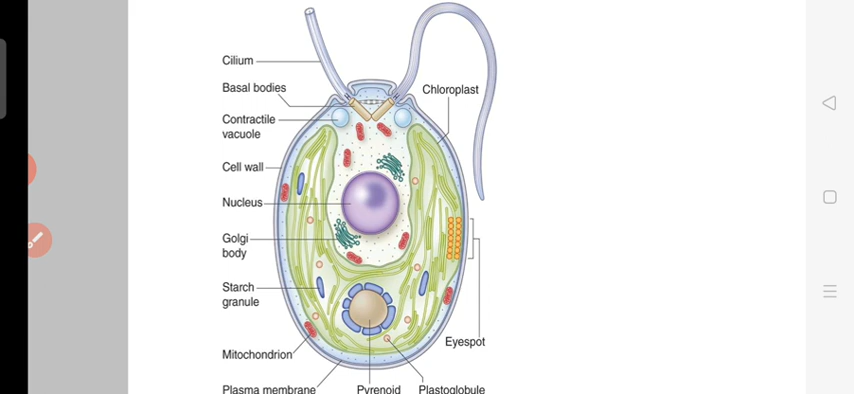 Cilium
Basal bodies
Chloroplast
Contractile
vacuole
Cell wall
Nucleus
Golgi
body
Starch
granule
Eyespot
Mitochondrion
Plasma membrane
Pyrenoid
Plastoglobule